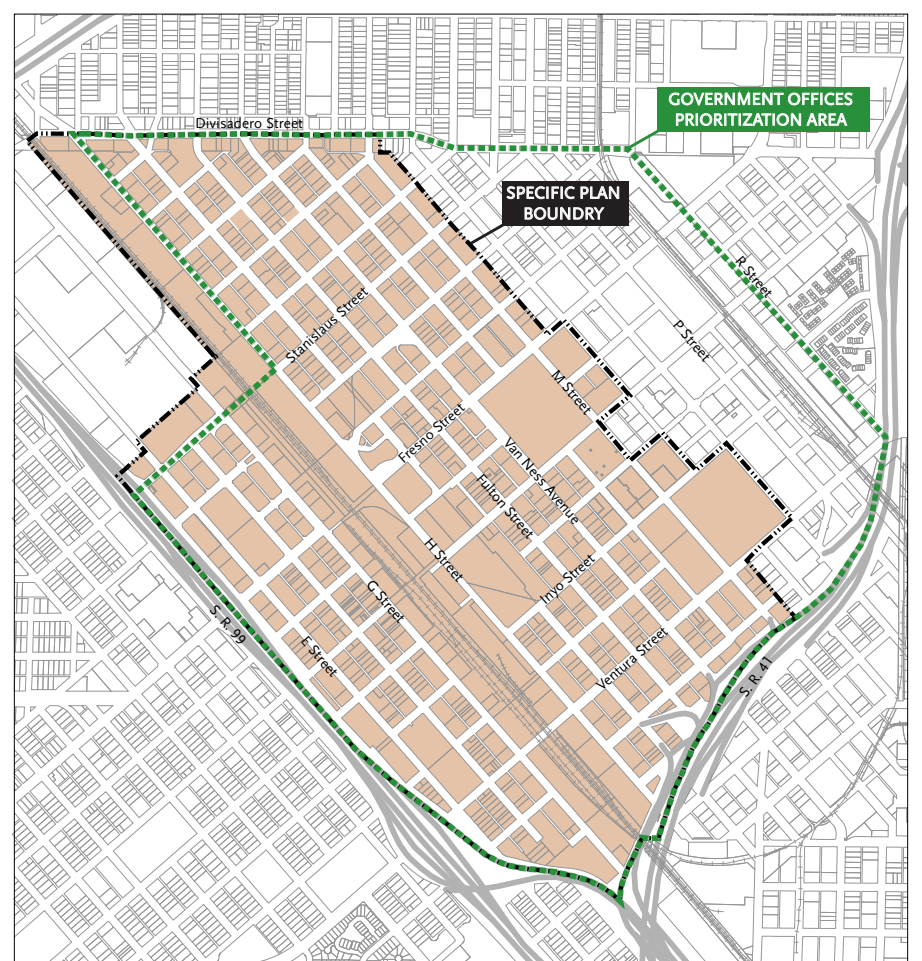 GOVERNMENT OFFICES
PRIORITIZATION AREA
Divisadero Street
SPECIFIC PLAN
BOUNDRY
R Street
P Street
Stanislaus Street
M Street
Fresno Street
Van Ness Avenue
Fulton Street
H Street
Inyo Street
G Street
E Street
S. R. 99
Ventura Street
S. R. 41